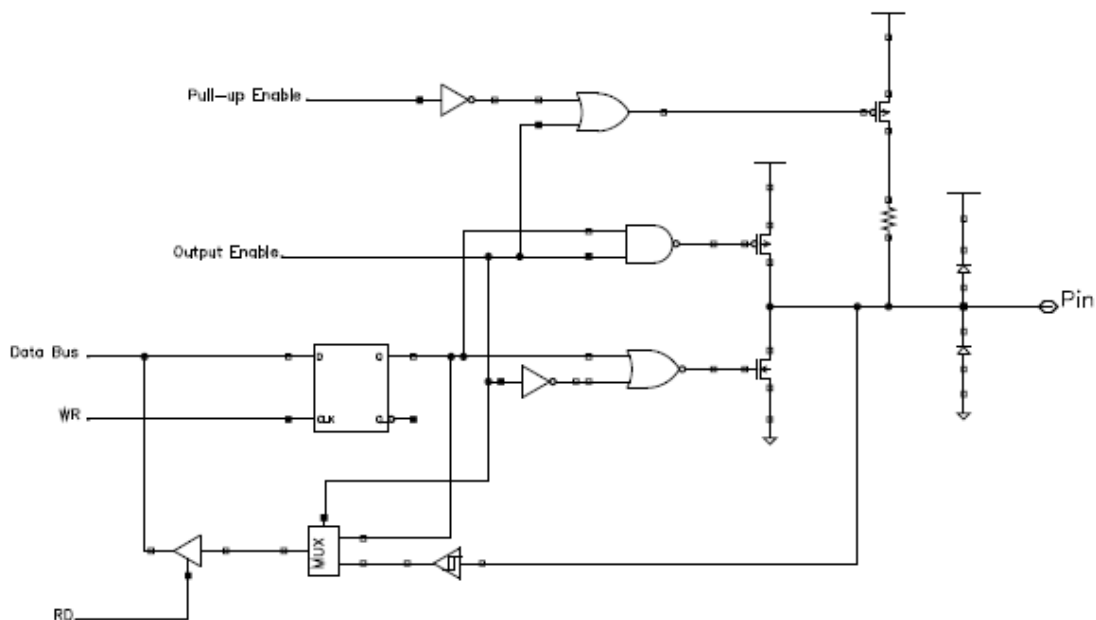 Pull-up Enable
Output Enable
Data Bus
D
Q
WR
CLK
Q
MUX
RD
Pin